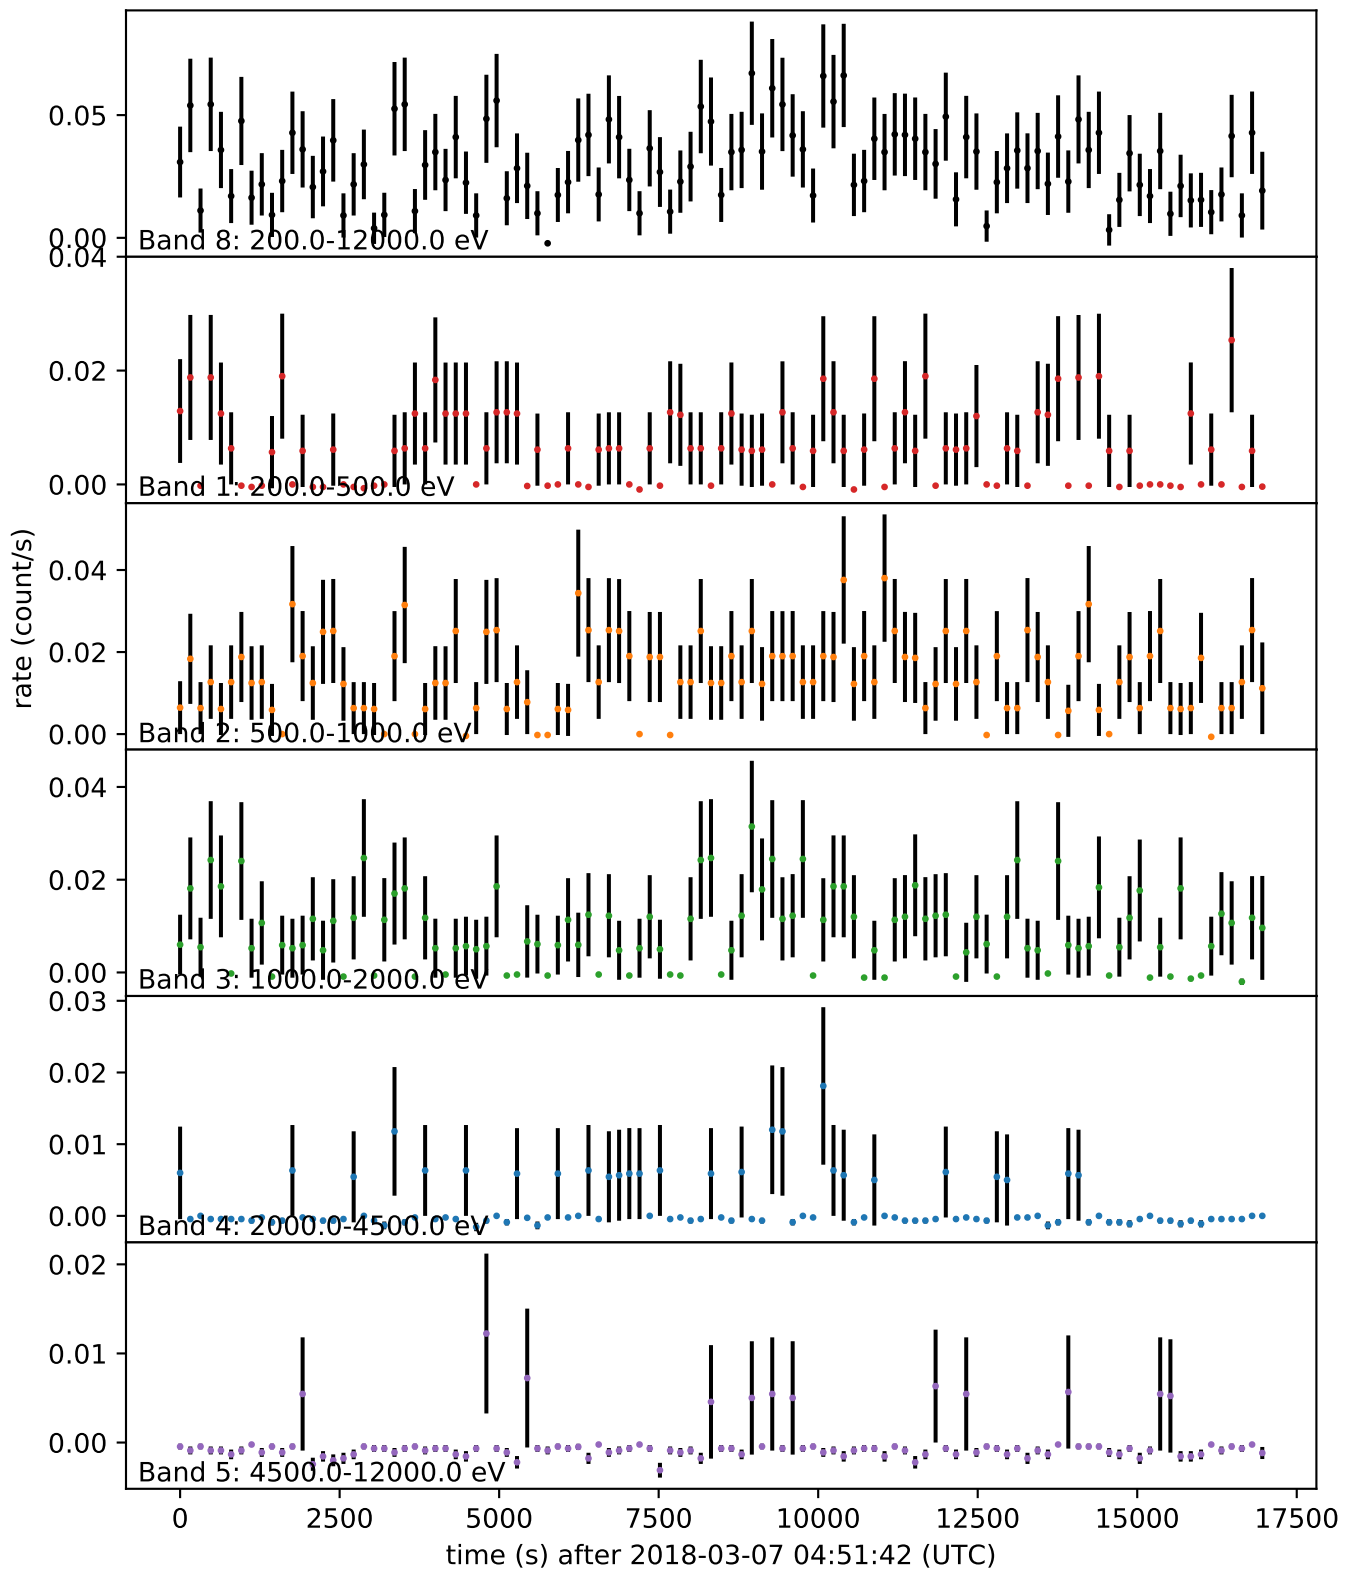 0.05
0.00
Band 8: 200.0-12000.0 eV
0.04
0.02
0.00
Band 1: 200.0-500.0 eV
rate (count/s)
0.04
0.02
0.00
Band 2: 500.0-1000.0 eV
0.04
0.02
0.00
Band 3: 1000.0-2000.0 eV
0.03
0.02
0.01
0.00
Band 4: 2000.0-4500.0 eV
0.02
0.01
0.00
Band 5: 4500.0-12000.0 eV
0 2500 5000 7500 10000 12500 15000 17500
time (s) after 2018-03-07 04:51:42 (UTC)